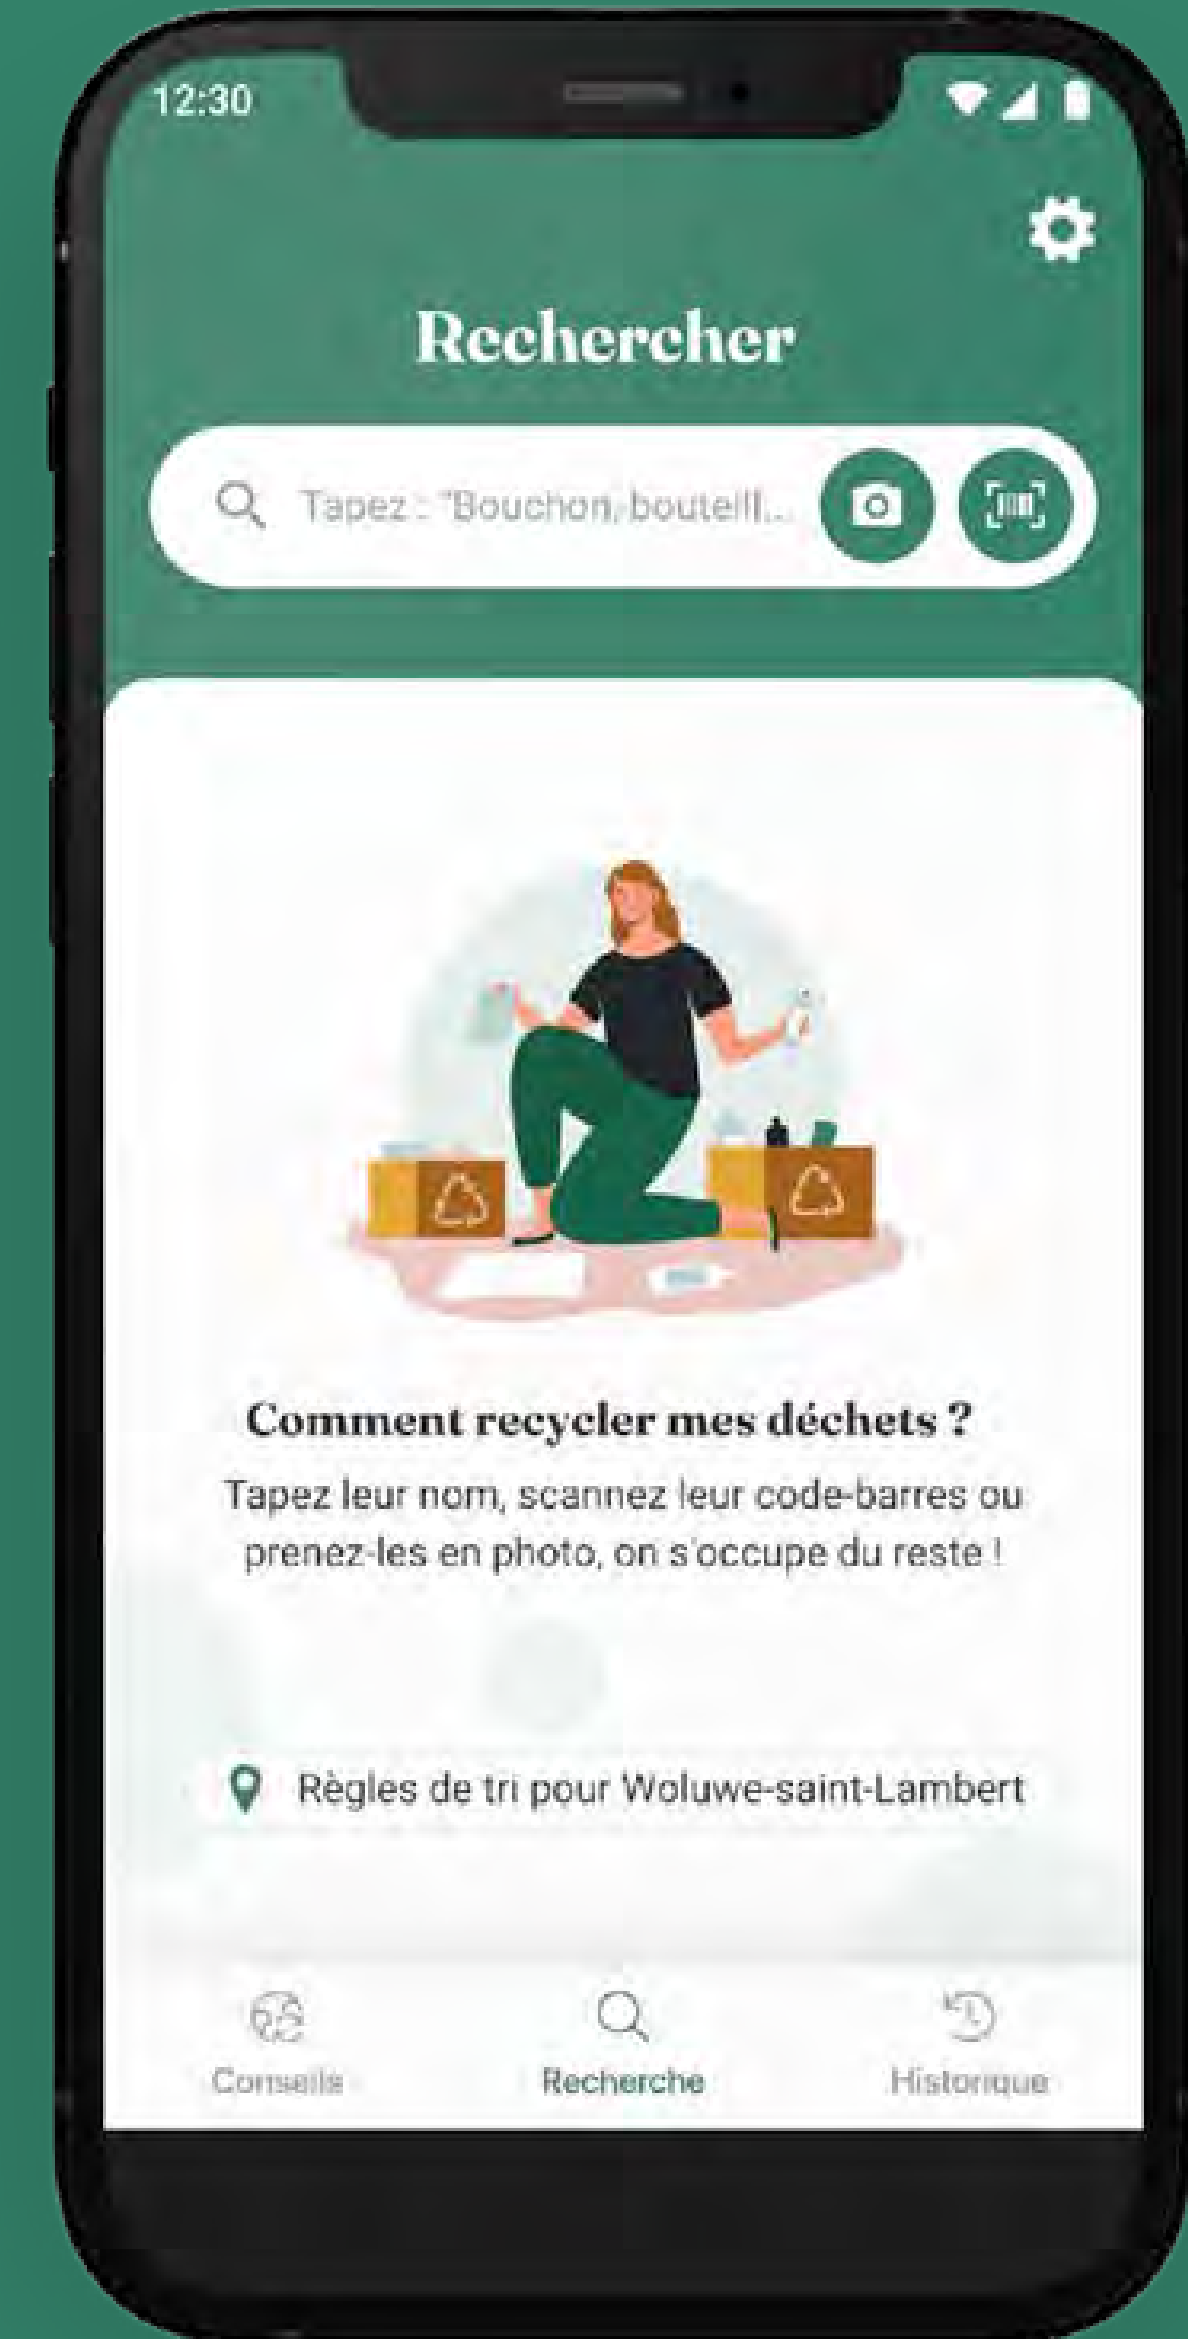 12:30
Rechercher
Tapez : "Bouchon, bouteill...
Comment recycler mes déchets ?
Tapez leur nom, scannez leur code-barres ou
prenez-les en photo, on s'occupe du reste !
Règles de tri pour Woluwe-saint-Lambert
Conseils
Recherche
Historique